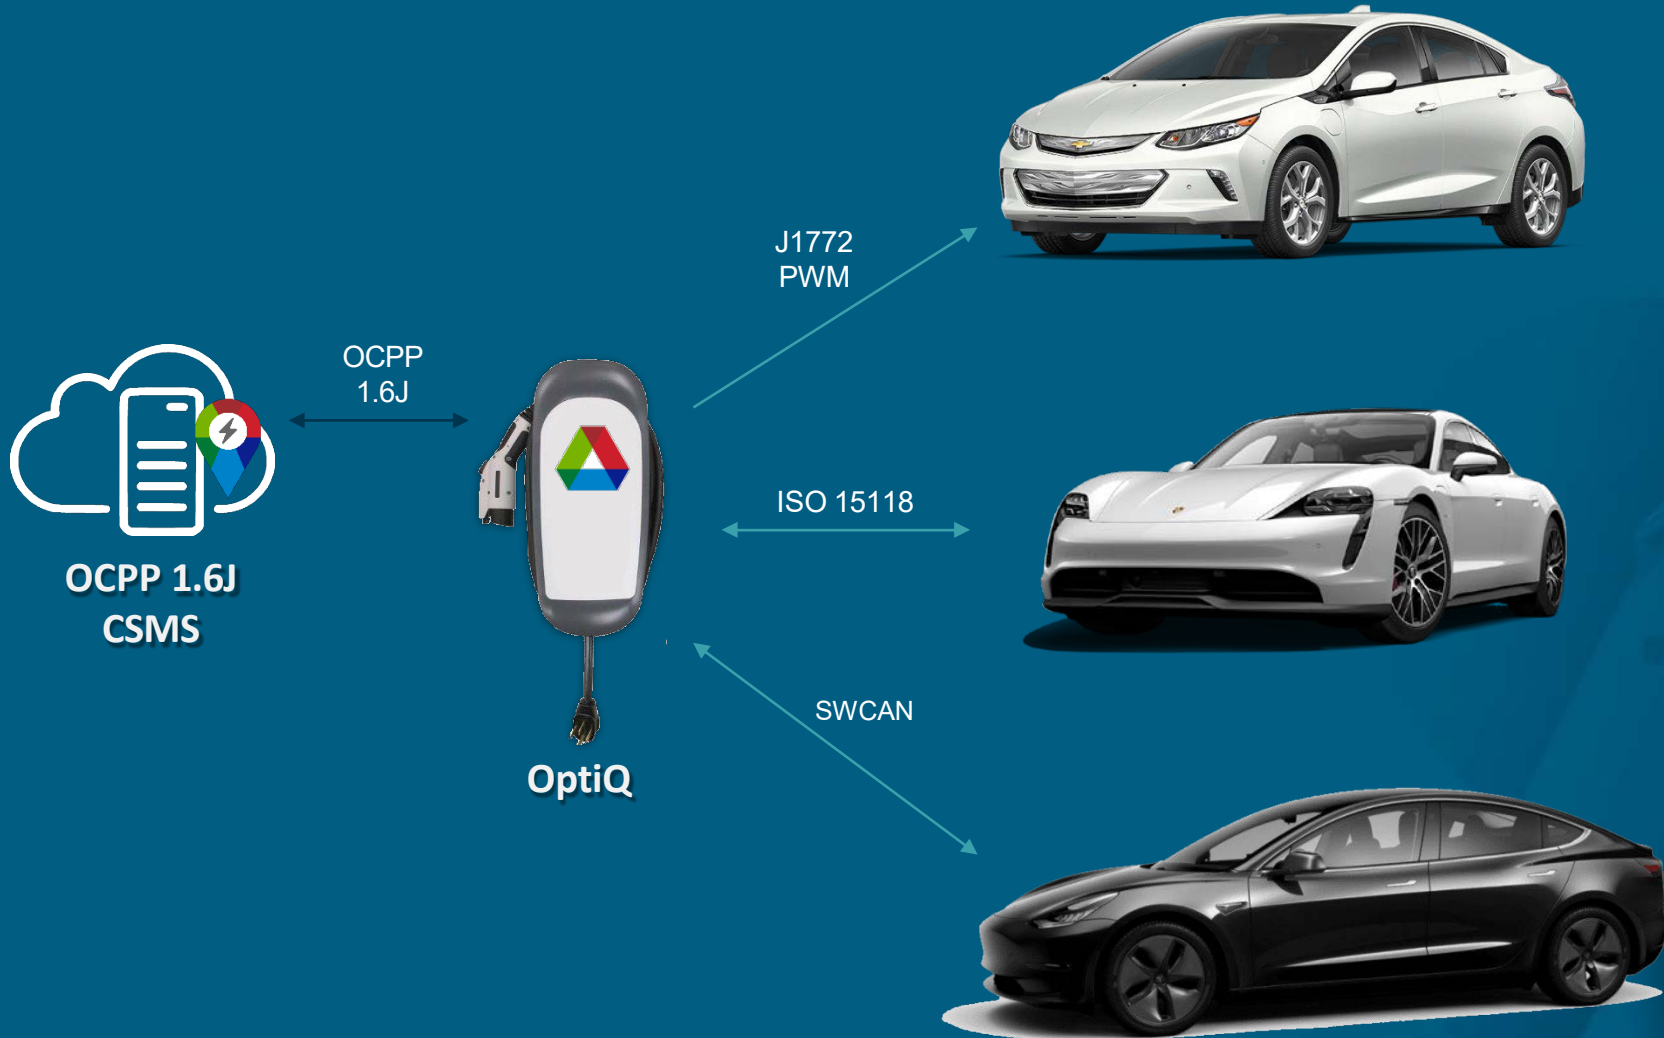 J1772
PWM
OCPP
1.6J
ISO 15118
OCPP 1.6J
CSMS
SWCAN
OptiQ